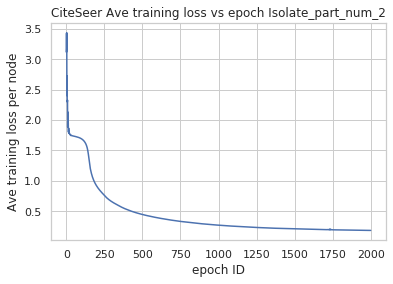 CiteSeer Ave training loss vs epoch Isolate_part_num_2
3.5
3.0
2.5
2.0
1.5
1.0
0.5
Ave training loss per node
0 250 500 750 1000 1250 1500 1750 2000
epoch ID